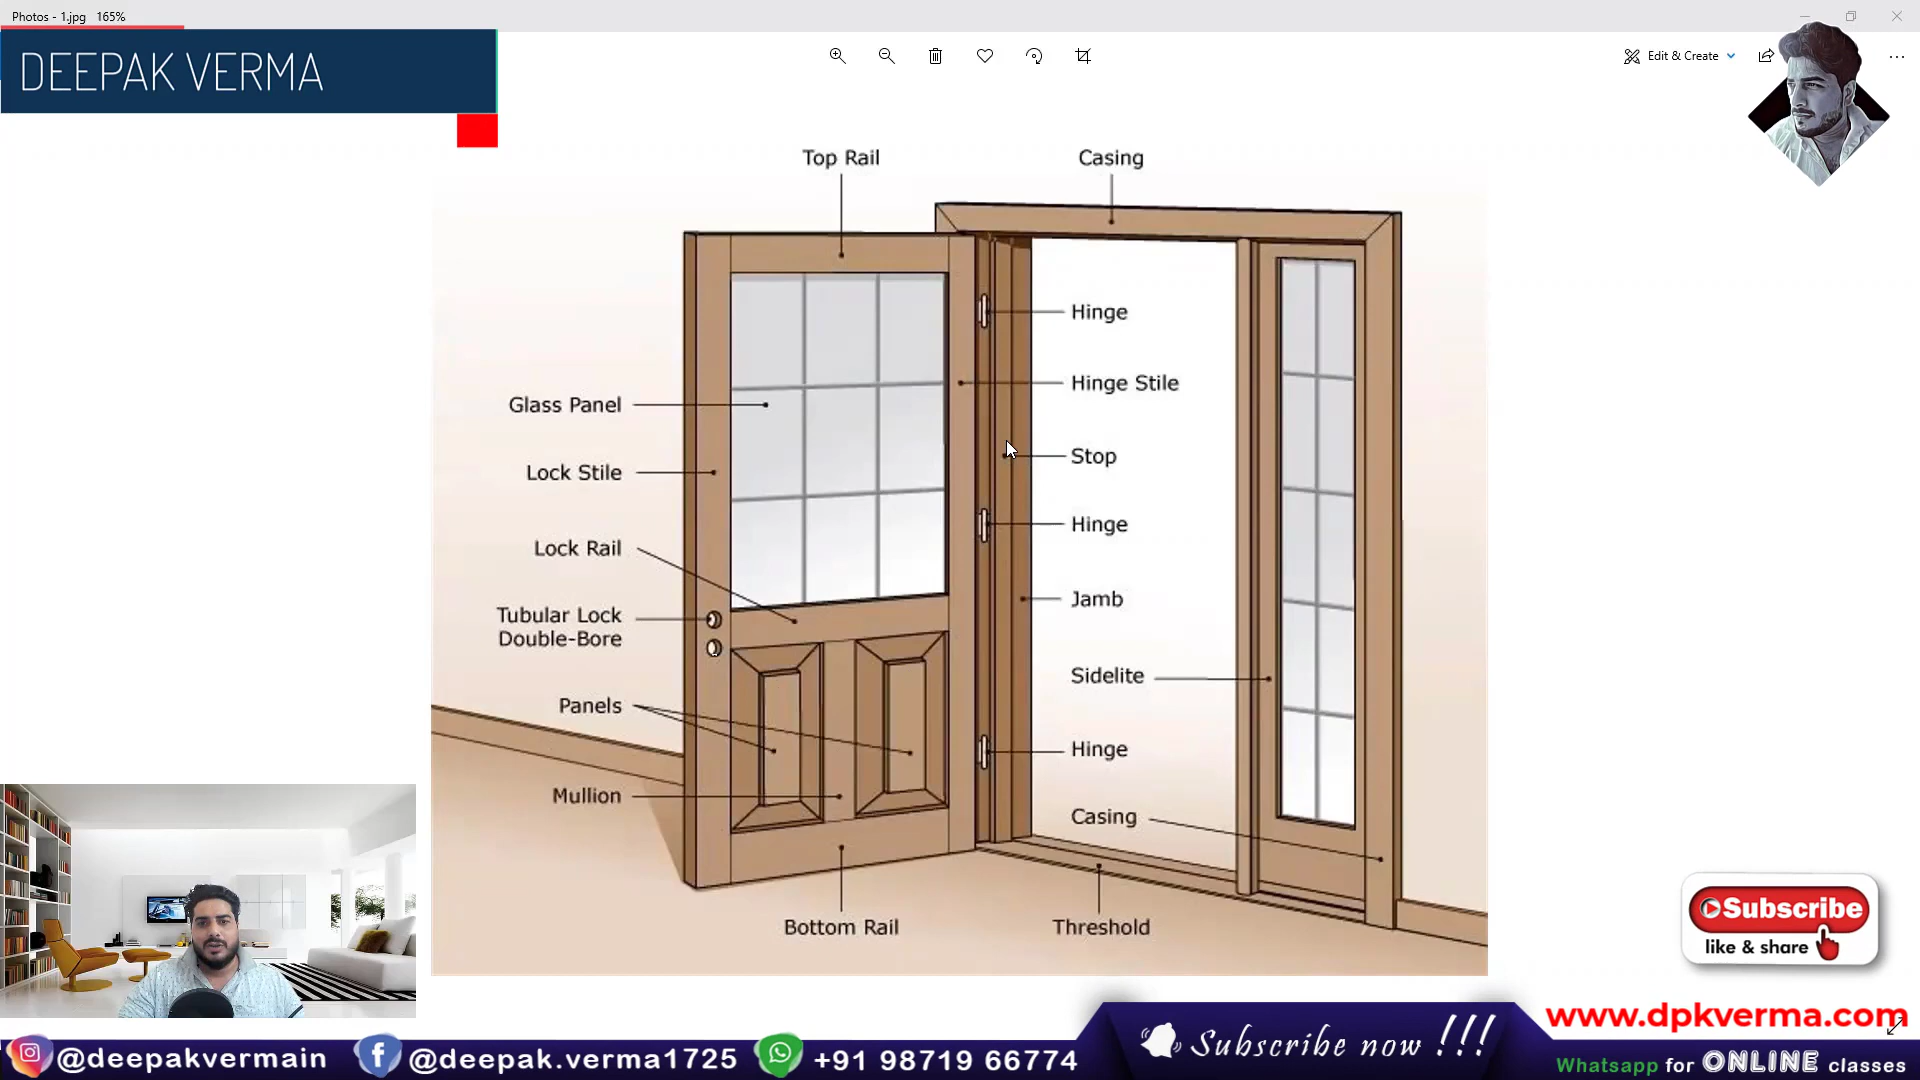 Photos - 1.jpg 165%
DEEPAK VERMA
Edit & Create
Top Rail
Casing
Hinge
Hinge Stile
Glass Panel
Stop
Lock Stile
Hinge
Lock Rail
Jamb
Tubular Lock
Double-Bore
Sidelite
Panels
Hinge
Mullion
Casing
Bottom Rail
Threshold
Subscribe
like & share
www.dpkverma.com
@deepakvermain
@deepak.verma1725
+91 98719 66774
Subscribe now !!!
Whatsapp for ONLINE classes